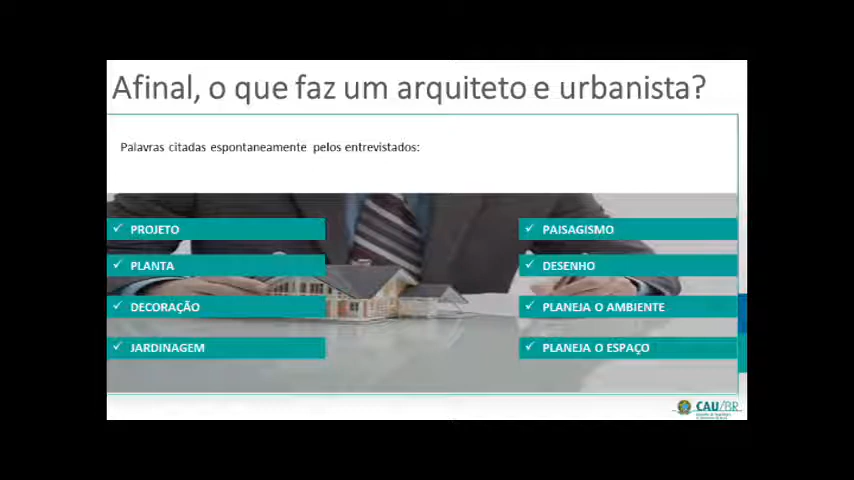 Afinal, o que faz um arquiteto e urbanista?
Palavras citadas espontaneamente pelos entrevistados:
✓ PROJETO
✓ PLANTA
✓ DECORAÇÃO
✓ JARDINAGEM
✓ PAISAGISMO
✓ DESENHO
✓ PLANEJA O AMBIENTE
✓ PLANEJA O ESPAÇO
CAU/BR